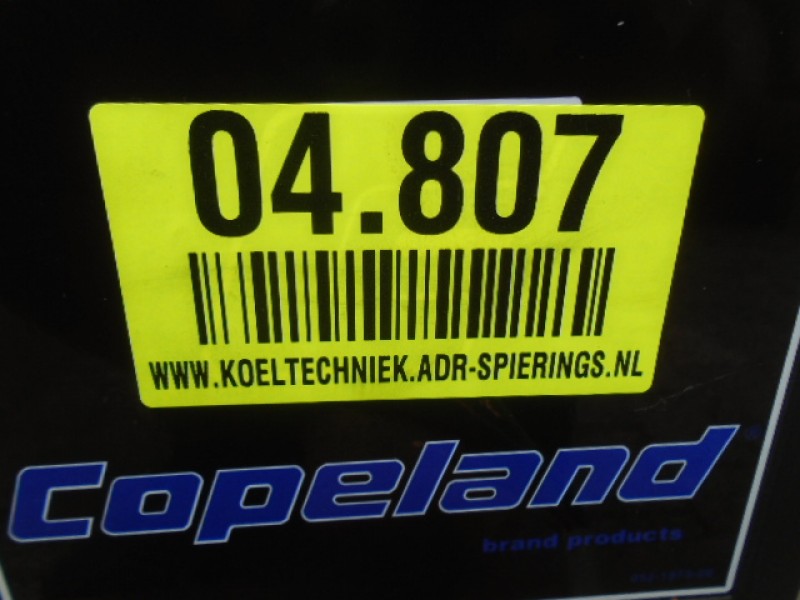 04.807
WWW.KOELTECHNIEK.ADR-SPIERINGS.NL
Copeland
brand products